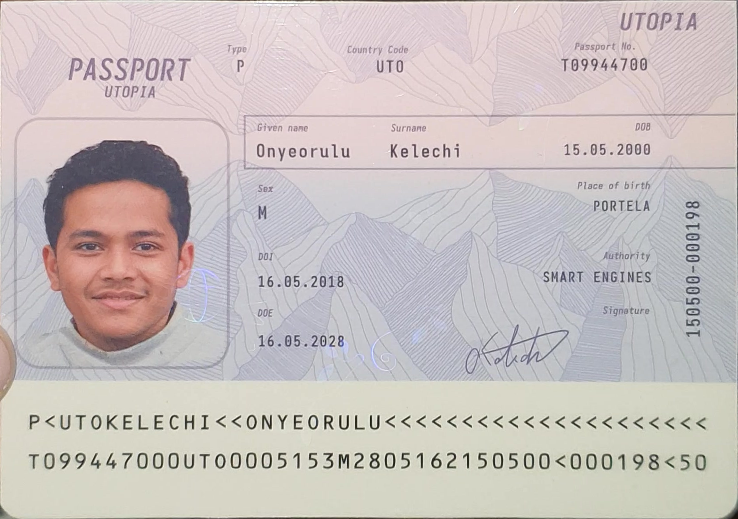 UTOPIA
PASSPORT
UTOPIA
Type
P
Country Code
UTO
Passport No.
T09944700
Given name
Onyeorulu
Surname
Kelechi
DOB
15.05.2000
Sex
M
Place of birth
PORTELA
DOI
16.05.2018
Authority
SMART ENGINES
DOE
16.05.2028
Signature
150500-000198
P<UTOKELECHI<<ONYEORULU<<<<<<<<<<<<<<<<<<<<<
T099447000UTO0005153M2805162150500<000198<50